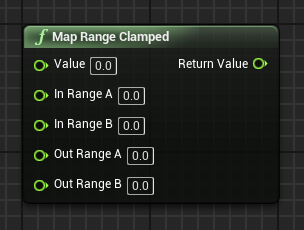 f Map Range Clamped
Value 0.0 Return Value
In Range A 0.0
In Range B 0.0
Out Range A 0.0
Out Range B 0.0